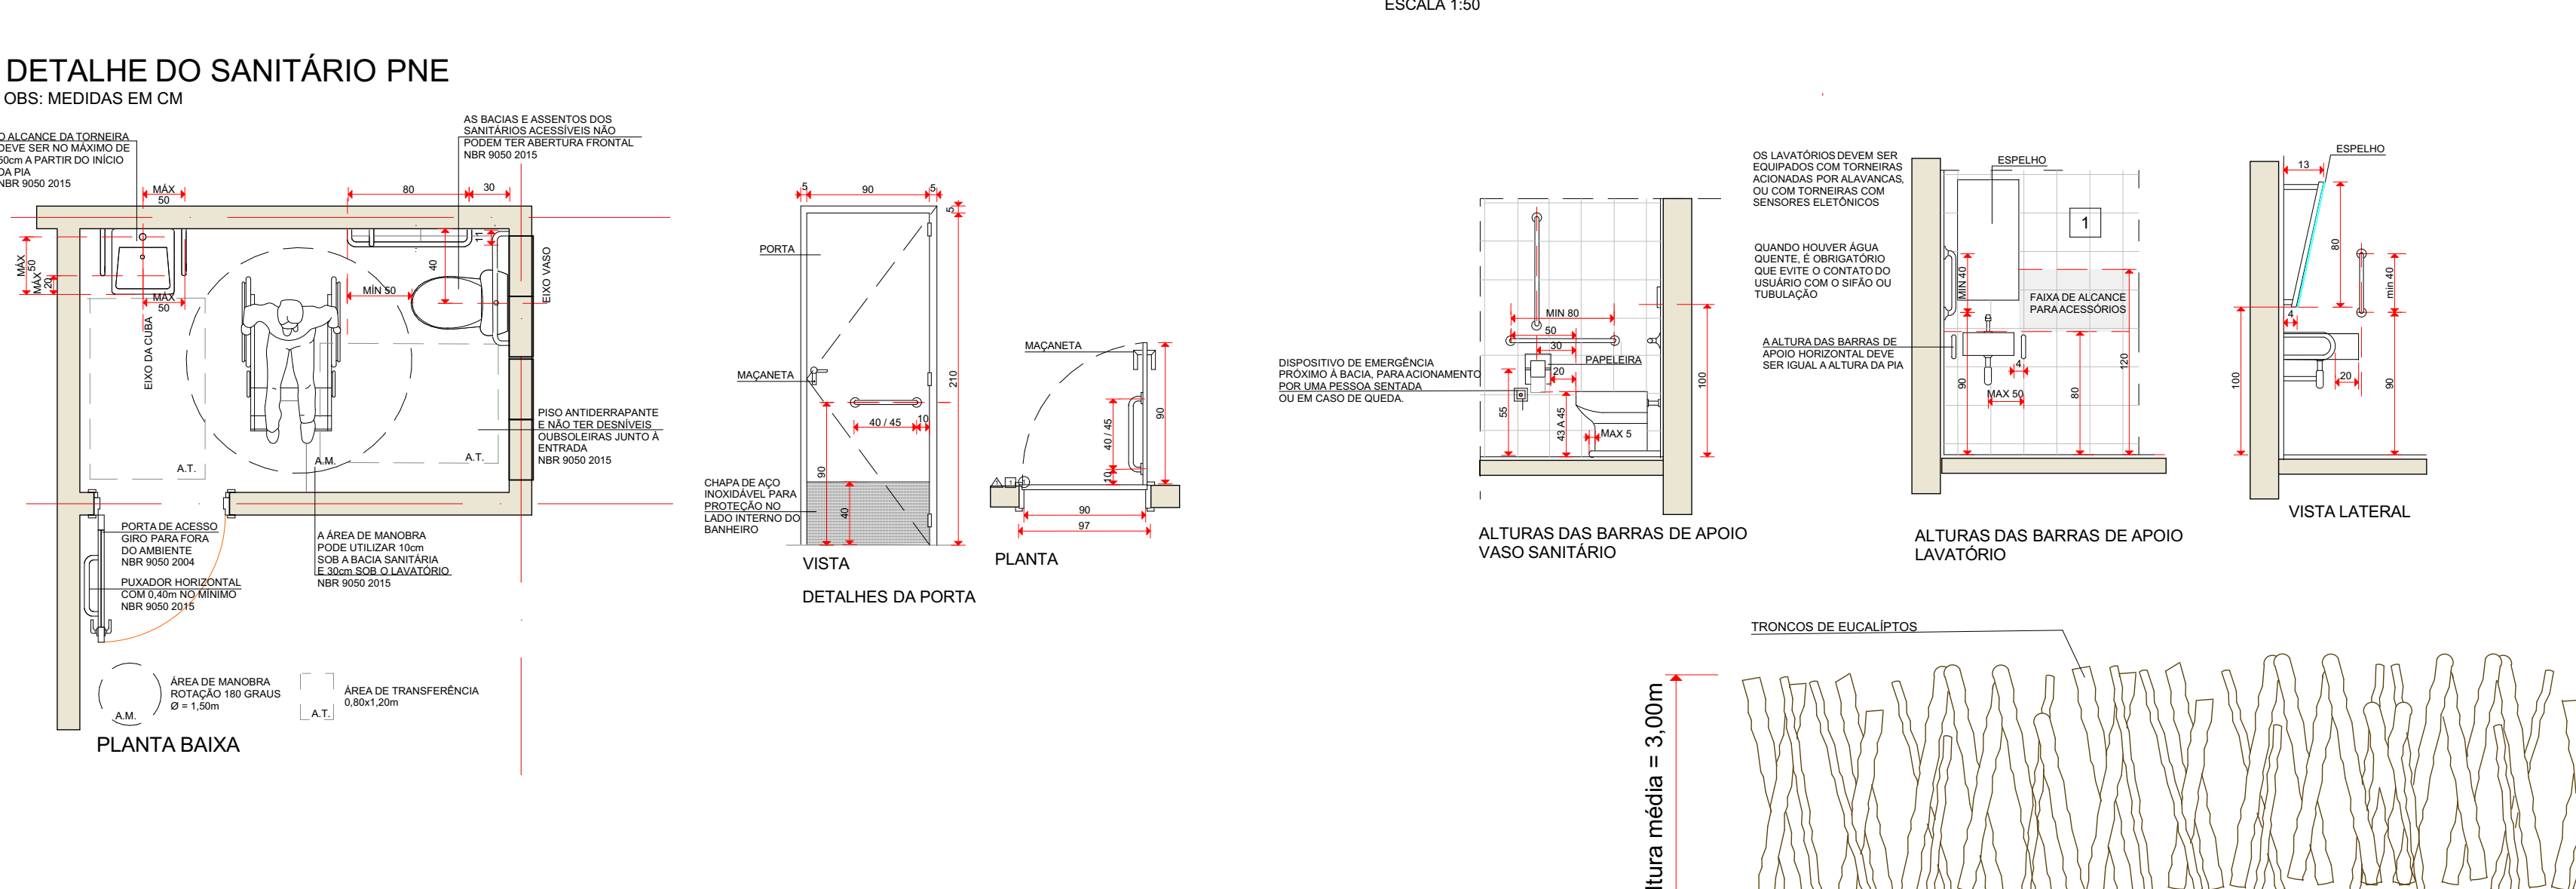 ESCALA 1:50
DETALHE DO SANITÁRIO PNE
OBS: MEDIDAS EM CM
O ALCANCE DA TORNEIRA
DEVE SER NO MÁXIMO DE
50cm A PARTIR DO INÍCIO
DA PIA
NBR 9050 2015
AS BACIAS E ASSENTOS DOS
SANITÁRIOS ACESSÍVEIS NÃO
PODEM TER ABERTURA FRONTAL
NBR 9050 2015
MÁX
50
80
30
11
40
MÁX
50
MÁX
20
MÁX
50
MÍN 50
EIXO VASO
EIXO DA CUBA
A.T.
A.M.
A.T.
PISO ANTIDERRAPANTE
E NÃO TER DESNÍVEIS
OUBSOLEIRAS JUNTO À
ENTRADA
NBR 9050 2015
PORTA DE ACESSO
GIRO PARA FORA
DO AMBIENTE
NBR 9050 2004
PUXADOR HORIZONTAL
COM 0,40m NO MÍNIMO
NBR 9050 2015
A ÁREA DE MANOBRA
PODE UTILIZAR 10cm
SOB A BACIA SANITÁRIA
E 30cm SOB O LAVATÓRIO
NBR 9050 2015
A.M.
ÁREA DE MANOBRA
ROTAÇÃO 180 GRAUS
Ø = 1,50m
A.T.
ÁREA DE TRANSFERÊNCIA
0,80x1,20m
PLANTA BAIXA
5
90
5
5
PORTA
MAÇANETA
210
40 / 45
10
90
40
CHAPA DE AÇO
INOXIDÁVEL PARA
PROTEÇÃO NO
LADO INTERNO DO
BANHEIRO
VISTA
MAÇANETA
90
40 / 45
10
1
90
97
PLANTA
DETALHES DA PORTA
DISPOSITIVO DE EMERGÊNCIA
PRÓXIMO À BACIA, PARA ACIONAMENTO
POR UMA PESSOA SENTADA
OU EM CASO DE QUEDA.
MIN 80
50
30
PAPELEIRA
20
55
43 A 45
MAX 5
100
ALTURAS DAS BARRAS DE APOIO
VASO SANITÁRIO
OS LAVATÓRIOS DEVEM SER
EQUIPADOS COM TORNEIRAS
ACIONADAS POR ALAVANCAS,
OU COM TORNEIRAS COM
SENSORES ELETÔNICOS
QUANDO HOUVER ÁGUA
QUENTE, É OBRIGATÓRIO
QUE EVITE O CONTATO DO
USUÁRIO COM O SIFÃO OU
TUBULAÇÃO
A ALTURA DAS BARRAS DE
APOIO HORIZONTAL DEVE
SER IGUAL A ALTURA DA PIA
ESPELHO
1
MIN 40
FAIXA DE ALCANCE
PARA ACESSÓRIOS
4
90
MAX 50
80
120
ALTURAS DAS BARRAS DE APOIO
LAVATÓRIO
13
ESPELHO
80
min 40
4
100
20
90
VISTA LATERAL
TRONCOS DE EUCALÍPTOS
ltura média = 3,00m